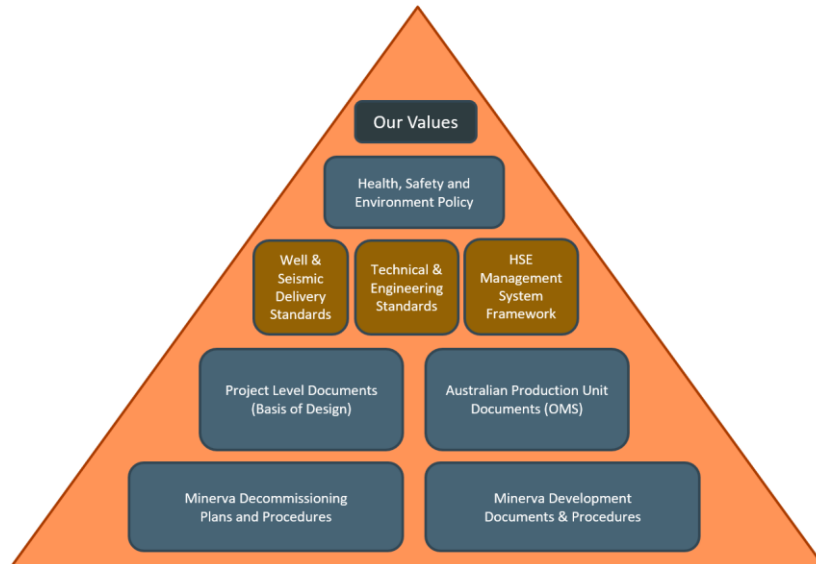 Our Values
Health, Safety and
Environment Policy
Well &
Seismic
Delivery
Standards
Technical &
Engineering
Standards
HSE
Management
System
Framework
Project Level Documents
(Basis of Design)
Australian Production Unit
Documents (OMS)
Minerva Decommissioning
Plans and Procedures
Minerva Development
Documents & Procedures